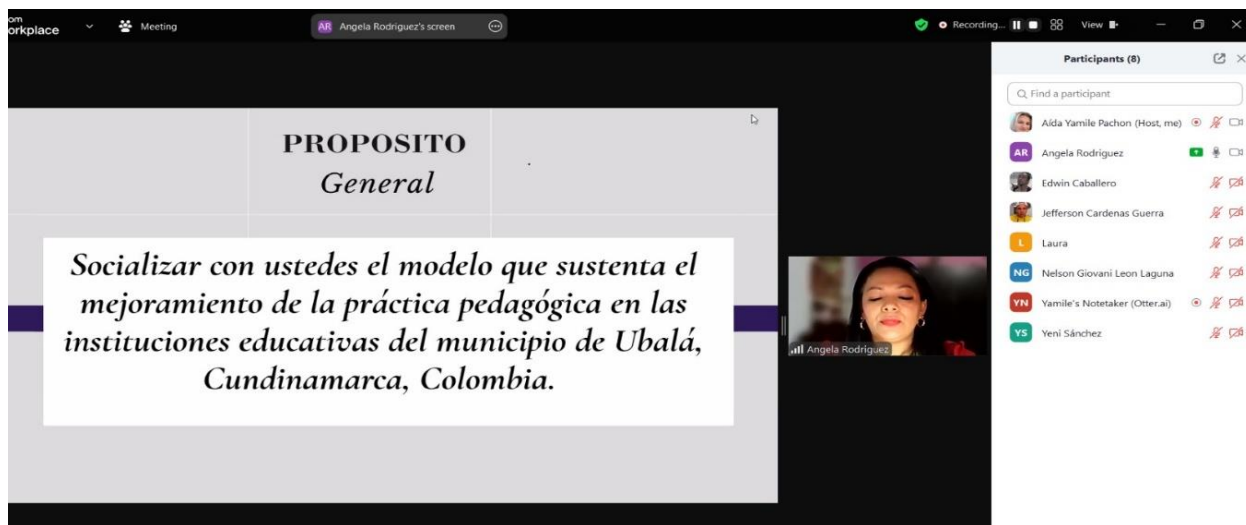 om
orkplace
Meeting
AR Angela Rodriguez's screen
Recording...
View
PROPOSITO
General
Socializar con ustedes el modelo que sustenta el
mejoramiento de la práctica pedagógica en las
instituciones educativas del municipio de Ubalá,
Cundinamarca, Colombia.
Angela Rodriguez
Participants (8)
Find a participant
Aída Yamile Pachon (Host, me)
AR Angela Rodriguez
Edwin Caballero
Jefferson Cardenas Guerra
L Laura
NG Nelson Giovani Leon Laguna
YN Yamile's Notetaker (Otter.ai)
YS Yeni Sánchez